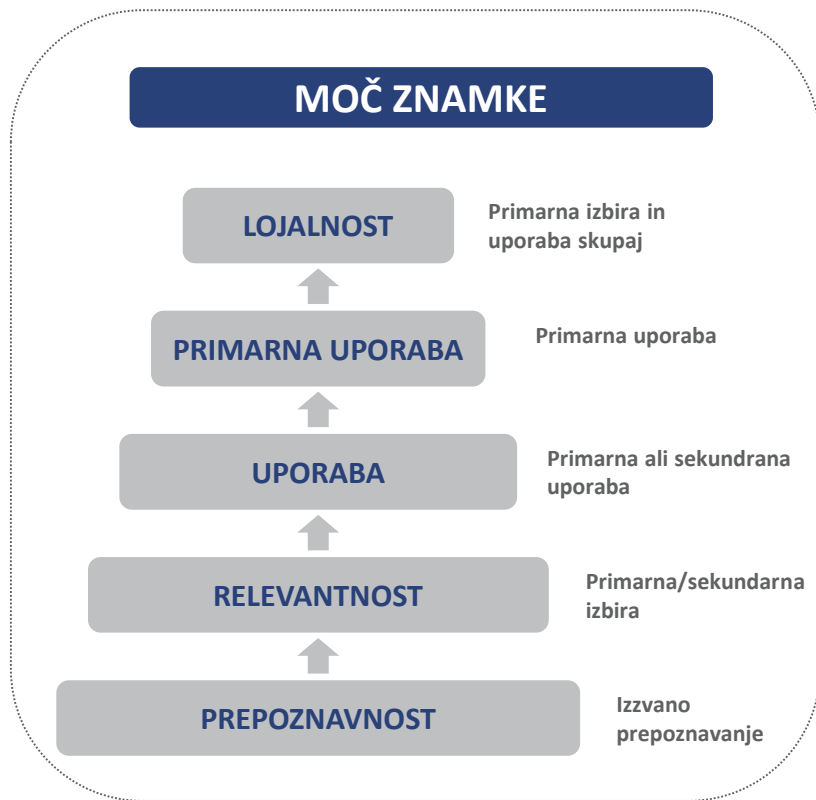 MOČ ZNAMKE
LOJALNOST
Primarna izbira in
uporaba skupaj
PRIMARNA UPORABA
Primarna uporaba
UPORABA
Primarna ali sekundrana
uporaba
RELEVANTNOST
Primarna/sekundarna
izbira
PREPOZNAVNOST
Izzvano
prepoznavanje